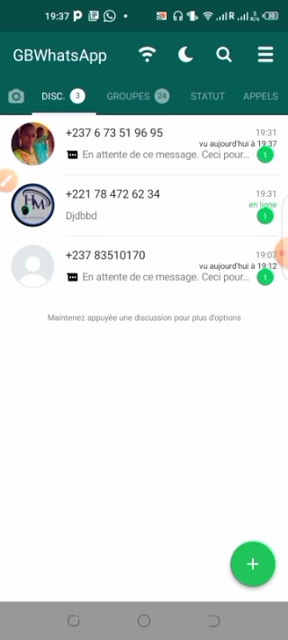 19:37
GBWhatsApp
DISC. 3 GROUPES 24 STATUT APPELS
+237 6 73 51 96 95 19:31
vu aujourd'hui à 19:37
En attente de ce message. Ceci pour... 1
+221 78 472 62 34 19:31
en ligne
Djdbbd 1
+237 83510170 19:07
vu aujourd'hui à 19:12
En attente de ce message. Ceci pour... 1
Maintenez appuyée une discussion pour plus d'options